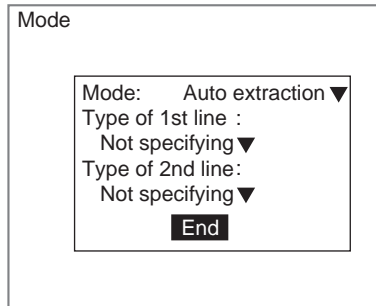 Mode
Mode: Auto extraction ▼
Type of 1st line :
Not specifying ▼
Type of 2nd line:
Not specifying ▼
End